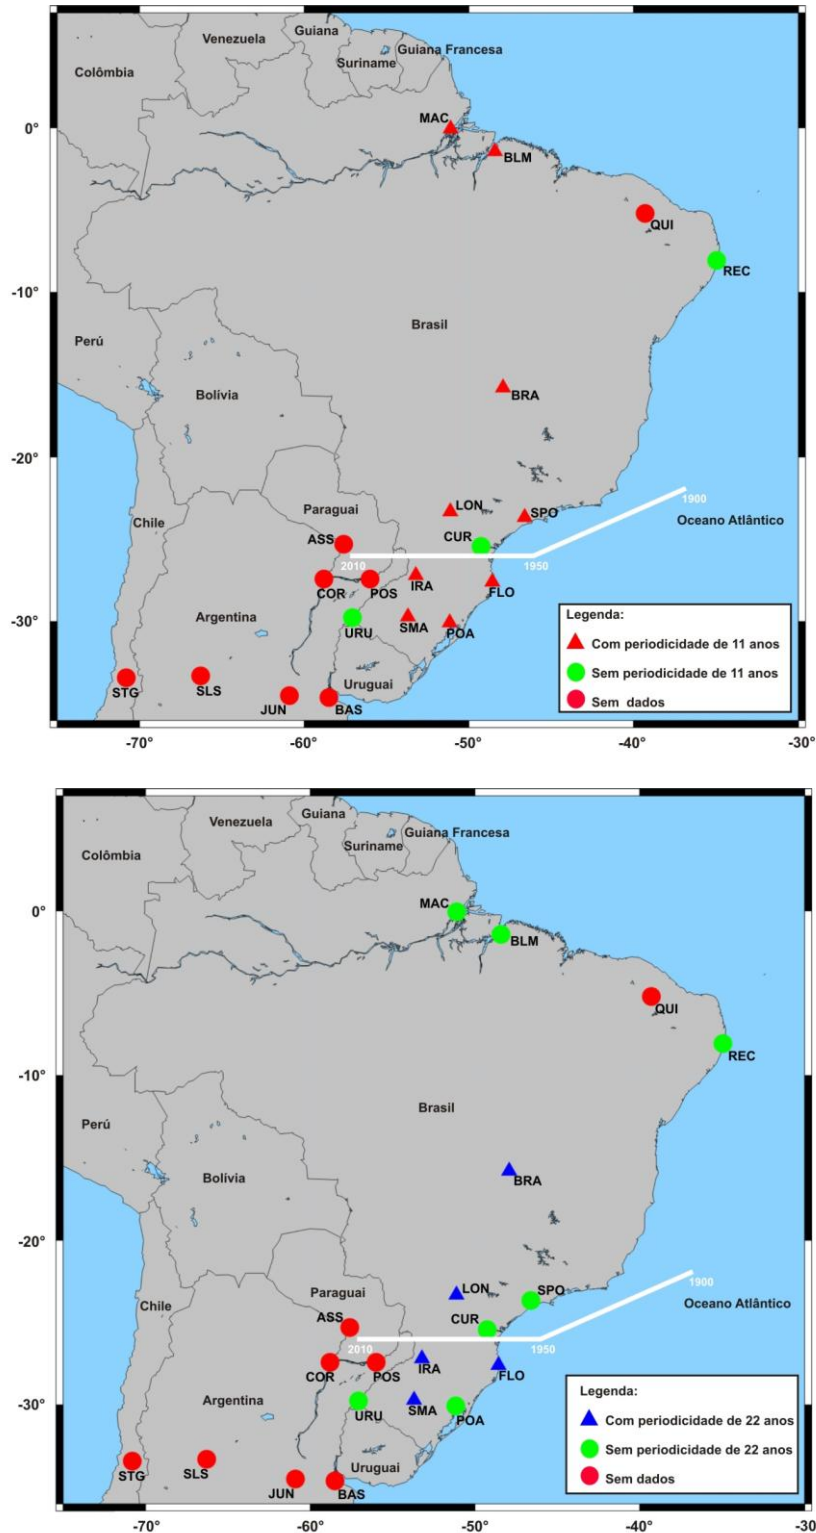 Venezuela
Guiana
Guiana Francesa
Suriname
Colômbia
MAC
0°
BLM
QUI
REC
-10°
Brasil
Perú
BRA
Bolívia
-20°
LON
SPO
1900
Paraguai
Chile
Oceano Atlântico
ASS
CUR
2010
1950
COR
POS
IRA
FLO
Argentina
URU
SMA
POA
-30°
Legenda:
Com periodicidade de 11 anos
Sem periodicidade de 11 anos
Sem dados
Uruguai
STG
SLS
JUN
BAS
-70°
-60°
-50°
-40°
-30°
Venezuela
Guiana
Guiana Francesa
Suriname
Colômbia
MAC
0°
BLM
QUI
REC
-10°
Brasil
Perú
BRA
Bolívia
-20°
LON
SPO
1900
Paraguai
Chile
Oceano Atlântico
ASS
CUR
2010
1950
COR
POS
IRA
FLO
Argentina
URU
SMA
POA
-30°
Legenda:
Com periodicidade de 22 anos
Sem periodicidade de 22 anos
Sem dados
Uruguai
STG
SLS
JUN
BAS
-70°
-60°
-50°
-40°
-30°